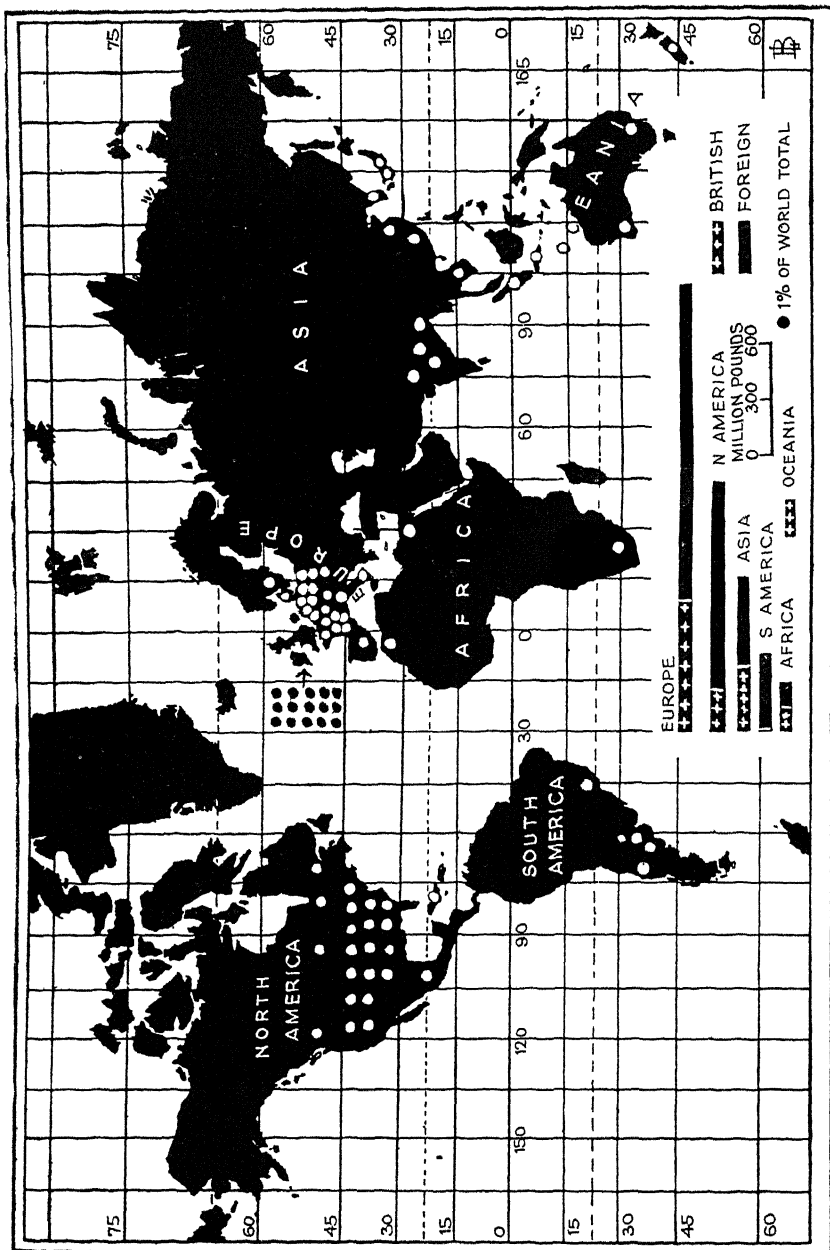 75
75
60
60
45
45
30
30
15
15
0
0
15
15
30
30
45
45
60
60
NORTH
AMERICA
EUROPE
ASIA
AFRICA
SOUTH
AMERICA
OCEANIA
150 120 90 30 0 60 90 165
EUROPE
N AMERICA
BRITISH
MILLION POUNDS
FOREIGN
0 300 600
ASIA
S AMERICA
1% OF WORLD TOTAL
AFRICA
OCEANIA